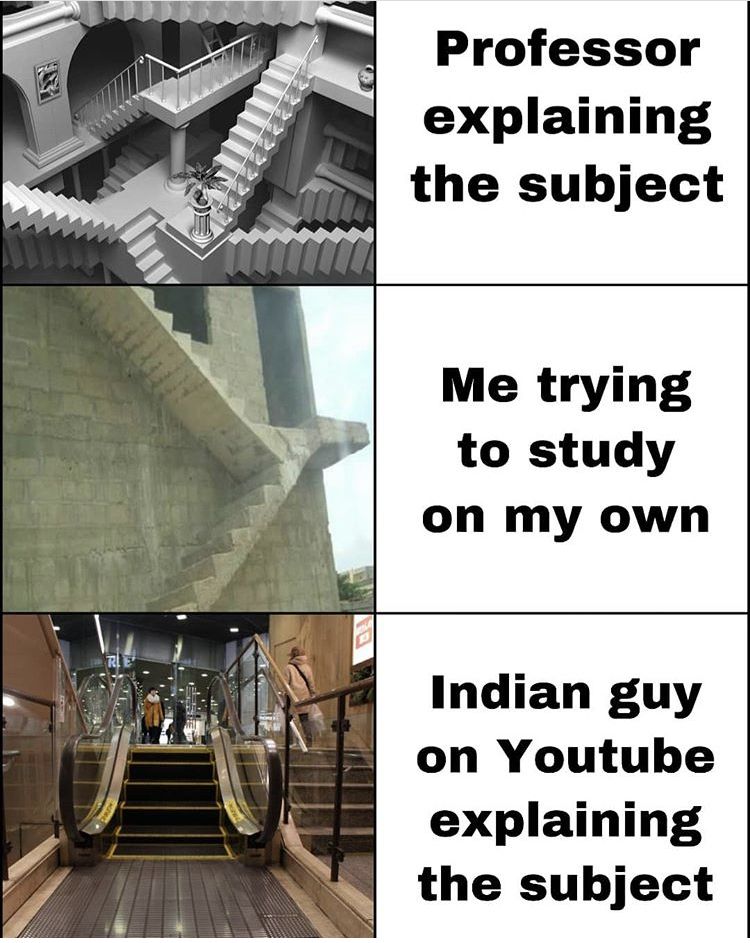 Professor
explaining
the subject
Me trying
to study
on my own
Indian guy
on Youtube
explaining
the subject